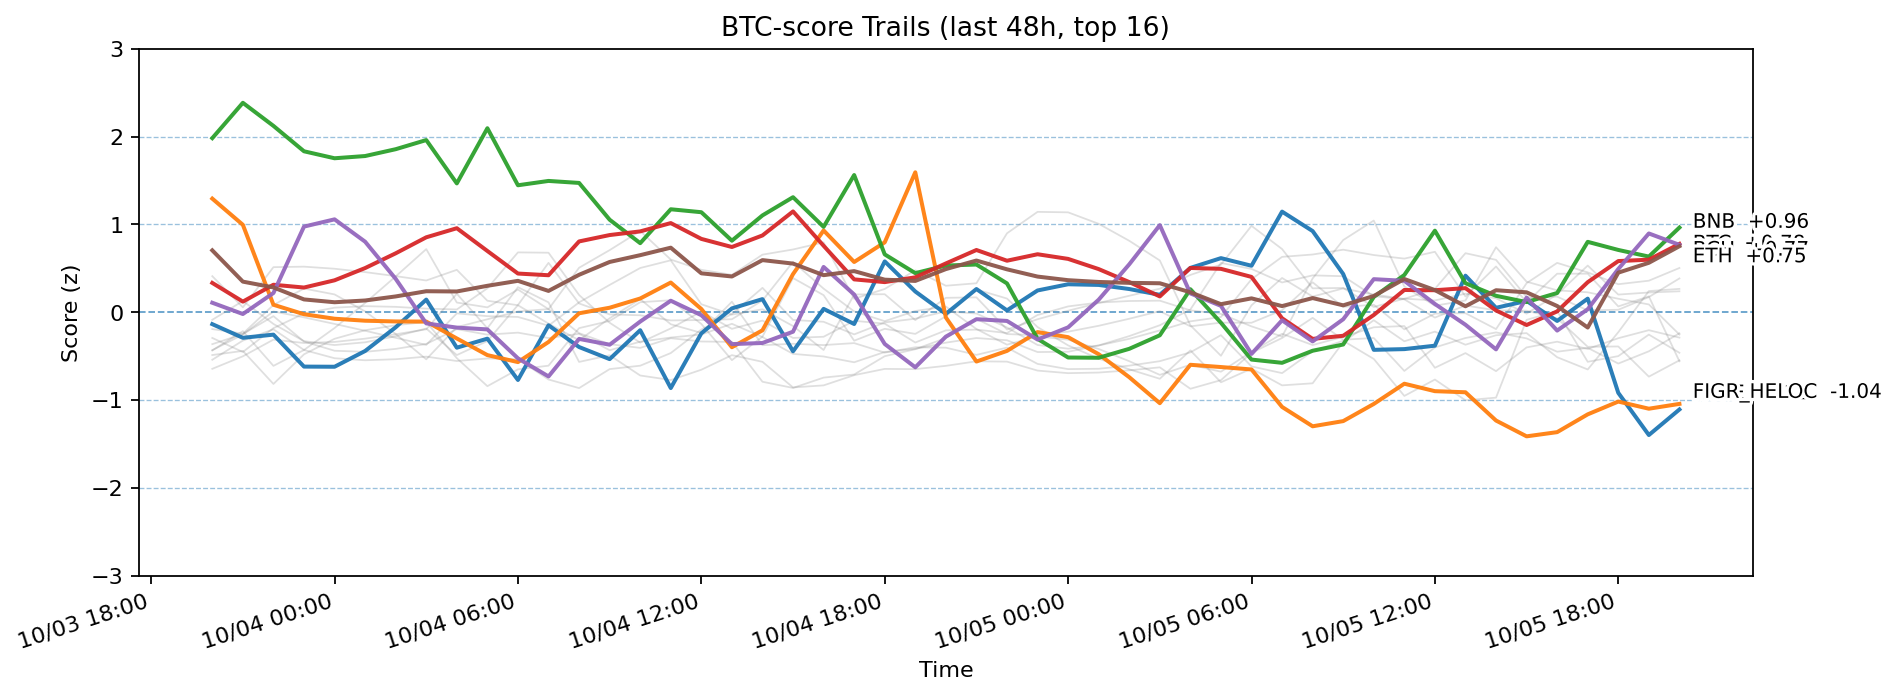 BTC-score Trails (last 48h, top 16)
Score (z)
3
2
1
0
−1
−2
−3
BNB +0.96
ETH +0.75
FIGR_HELOC -1.04
10/03 18:00
10/04 00:00
10/04 06:00
10/04 12:00
10/04 18:00
10/05 00:00
10/05 06:00
10/05 12:00
10/05 18:00
Time